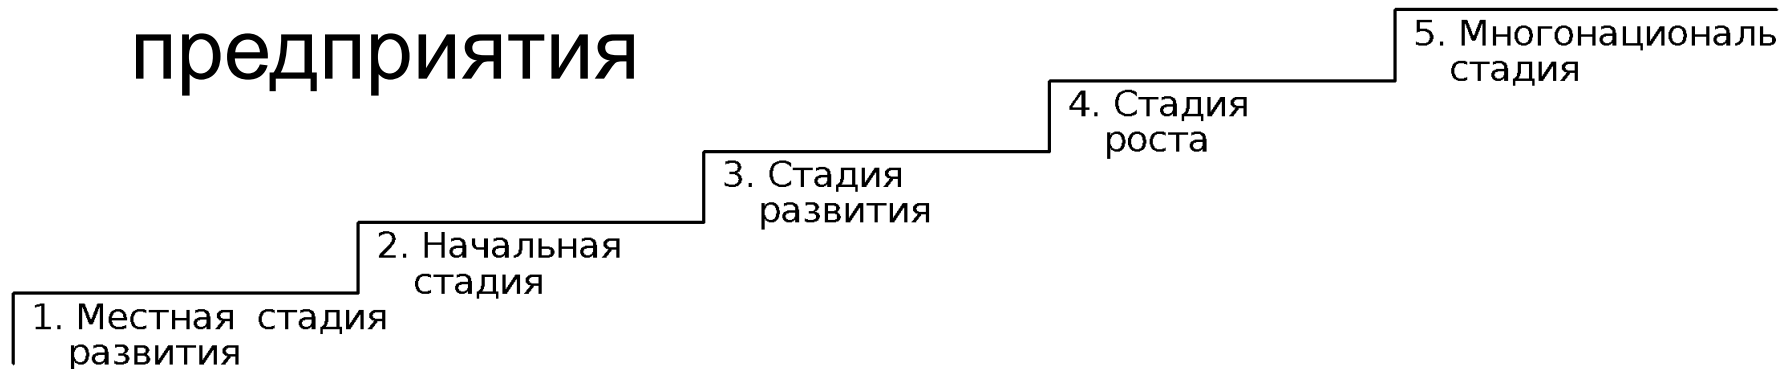 предприятия
1. Местная стадия
развития
2. Начальная
стадия
3. Стадия
развития
4. Стадия
роста
5. Многонациональ
стадия